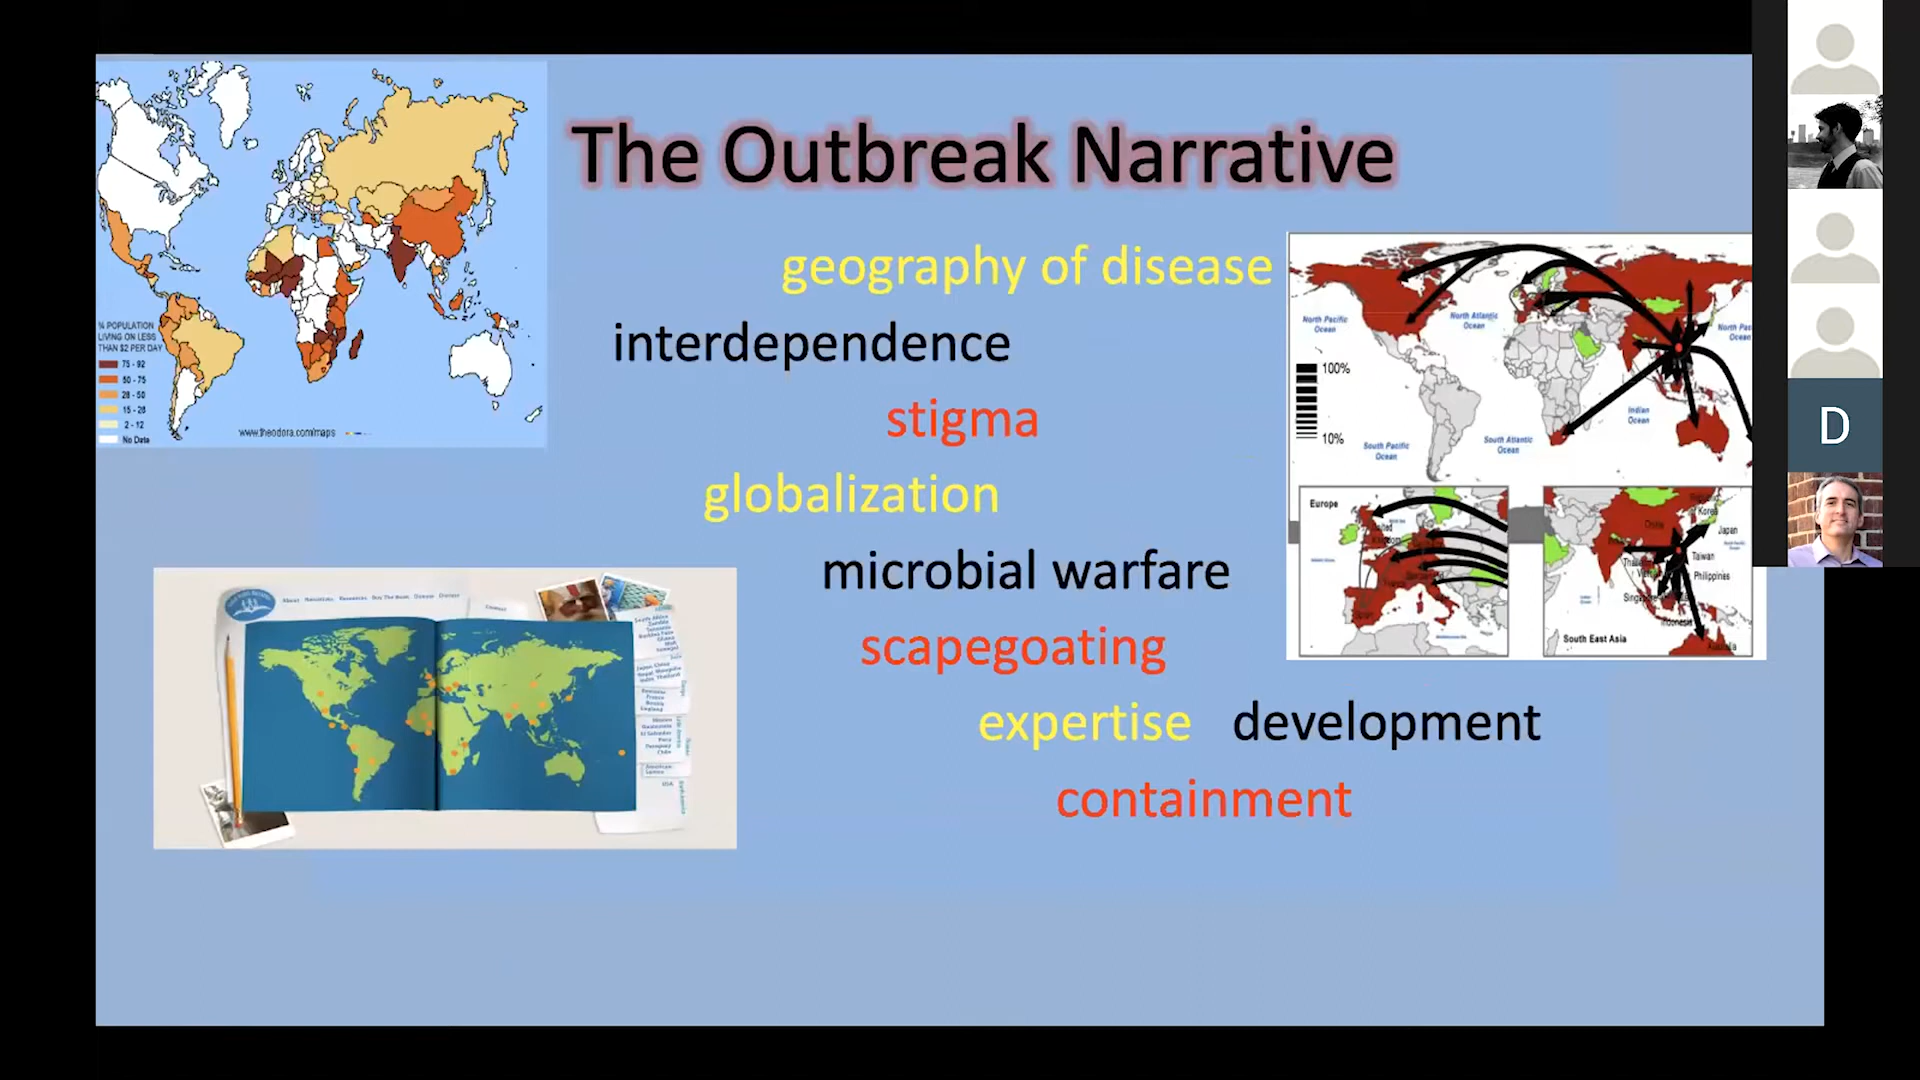 The Outbreak Narrative
geography of disease
interdependence
stigma
globalization
microbial warfare
scapegoating
expertise development
containment
% POPULATION
LIVING ON LESS
THAN $2 PER DAY
75 - 92
50 - 75
28 - 50
15 - 28
2 - 12
No Data
www.theodora.com/maps
North Pacific
Ocean
North Atlantic
Ocean
North Pac
Ocean
100%
10%
Indian
Ocean
South Pacific
Ocean
South Atlantic
Ocean
Europe
United
Kingdom
China
Korea
Japan
Taiwan
Philippines
Indonesia
Australia
South East Asia
D